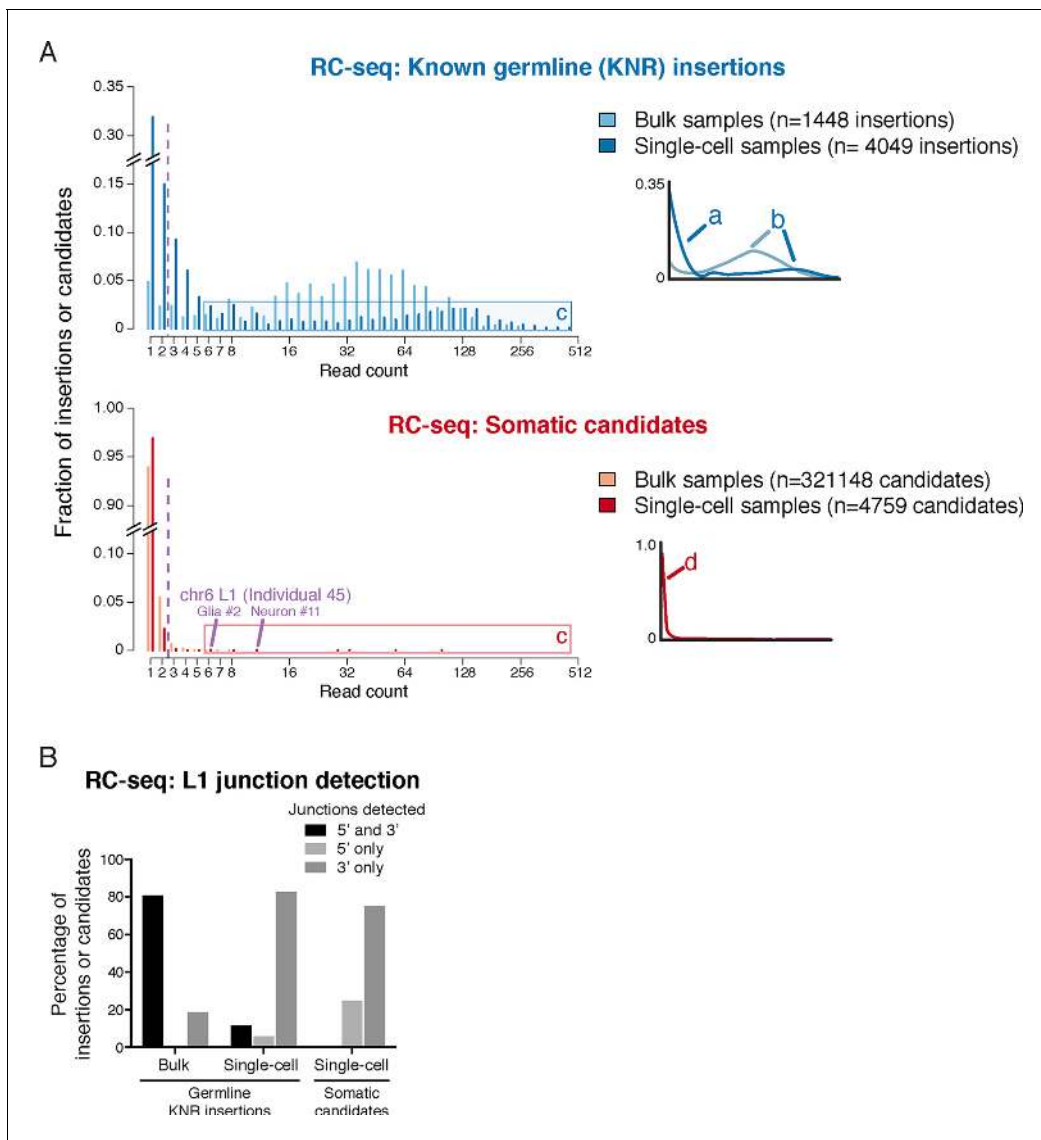 A
RC-seq: Known germline (KNR) insertions
Fraction of insertions or candidates
0.35
0.30
0.15
0.10
0.05
0
1 2 3 4 5 6 7 8 16 32 64 128 256 512
Read count
c
Bulk samples (n=1448 insertions)
Single-cell samples (n= 4049 insertions)
0.35
a
b
0
RC-seq: Somatic candidates
1.00
0.95
0.90
0.10
0.05
0
chr6 L1 (Individual 45)
Glia #2 Neuron #11
c
1 2 3 4 5 6 7 8 16 32 64 128 256 512
Read count
Bulk samples (n=321148 candidates)
Single-cell samples (n=4759 candidates)
1.0
d
0
B
RC-seq: L1 junction detection
Junctions detected
5' and 3'
5' only
3' only
Percentage of
insertions or candidates
100
80
60
40
20
0
Bulk Single-cell Single-cell
Germline
KNR insertions
Somatic
candidates